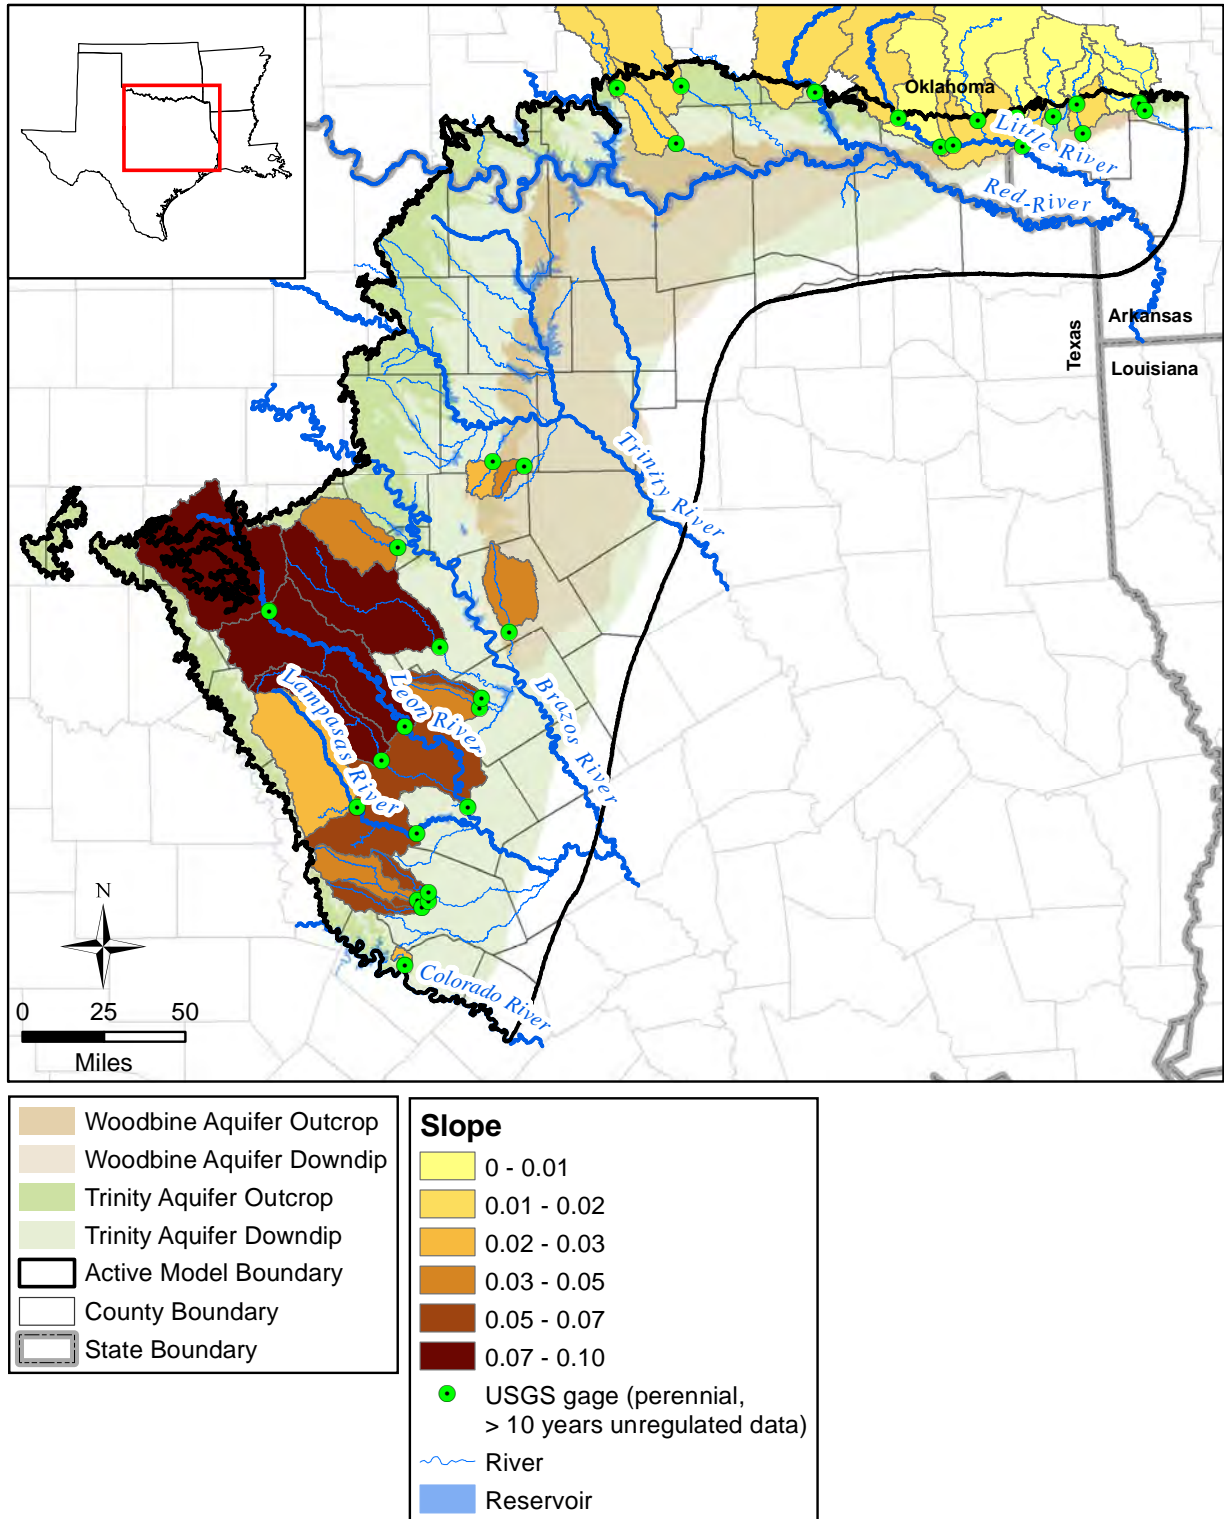 Oklahoma
Little River
Red-River
Arkansas
Texas
Louisiana
Trinity River
Brazos River
Leon River
Lampasas River
Colorado River
N
0 25 50
Miles
Woodbine Aquifer Outcrop
Woodbine Aquifer Downdip
Trinity Aquifer Outcrop
Trinity Aquifer Downdip
Active Model Boundary
County Boundary
State Boundary
Slope
0 - 0.01
0.01 - 0.02
0.02 - 0.03
0.03 - 0.05
0.05 - 0.07
0.07 - 0.10
USGS gage (perennial,
> 10 years unregulated data)
River
Reservoir